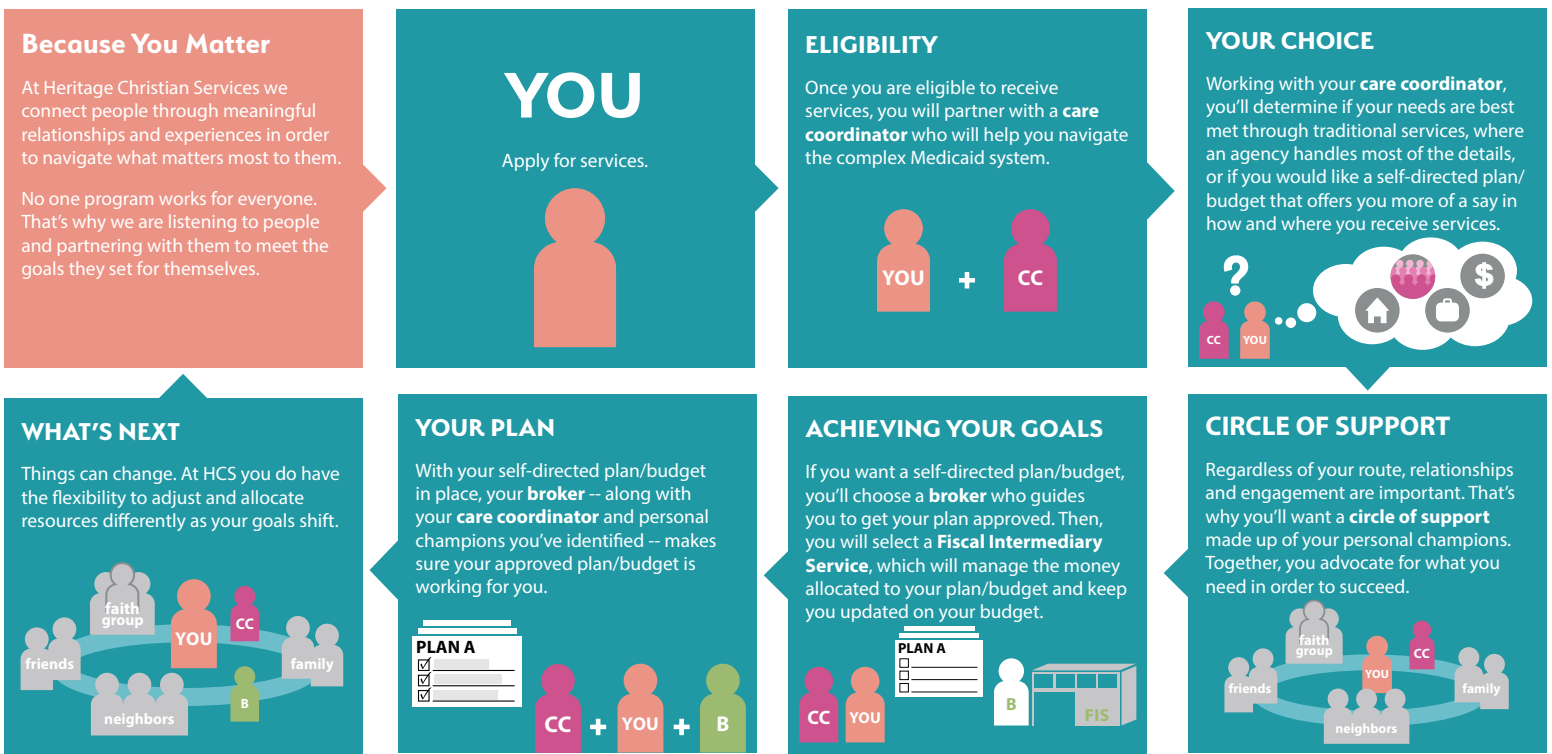 Because You Matter
At Heritage Christian Services we
connect people through meaningful
relationships and experiences in order
to navigate what matters most to them.
No one program works for everyone.
That's why we are listening to people
and partnering with them to meet the
goals they set for themselves.
YOU
Apply for services.
ELIGIBILITY
Once you are eligible to receive
services, you will partner with a care
coordinator who will help you navigate
the complex Medicaid system.
YOU
+
CC
YOUR CHOICE
Working with your care coordinator,
you'll determine if your needs are best
met through traditional services, where
an agency handles most of the details,
or if you would like a self-directed plan/
budget that offers you more of a say in
how and where you receive services.
?
$
CC
YOU
CIRCLE OF SUPPORT
Regardless of your route, relationships
and engagement are important. That's
why you'll want a circle of support
made up of your personal champions.
Together, you advocate for what you
need in order to succeed.
faith
group
CC
YOU
friends
family
neighbors
ACHIEVING YOUR GOALS
If you want a self-directed plan/budget,
you'll choose a broker who guides
you to get your plan approved. Then,
you will select a Fiscal Intermediary
Service, which will manage the money
allocated to your plan/budget and keep
you updated on your budget.
PLAN A
CC
YOU
B
FIS
YOUR PLAN
With your self-directed plan/budget
in place, your broker -- along with
your care coordinator and personal
champions you've identified -- makes
sure your approved plan/budget is
working for you.
PLAN A
CC
+
YOU
+
B
WHAT'S NEXT
Things can change. At HCS you do have
the flexibility to adjust and allocate
resources differently as your goals shift.
faith
group
CC
YOU
friends
family
B
neighbors